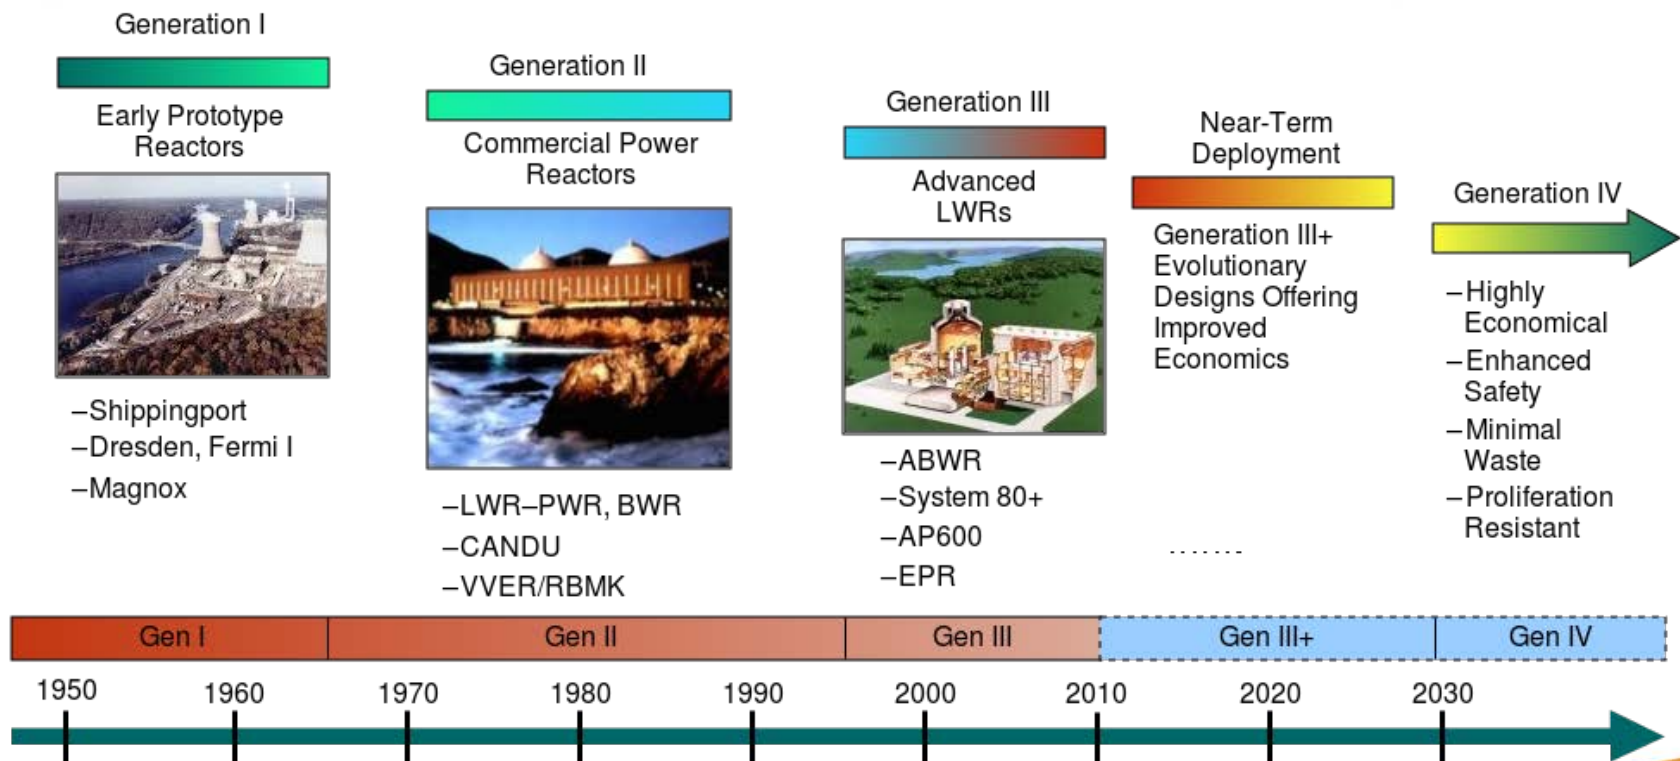 Generation I
Early Prototype
Reactors
–Shippingport
–Dresden, Fermi I
–Magnox
Generation II
Commercial Power
Reactors
–LWR–PWR, BWR
–CANDU
–VVER/RBMK
Generation III
Advanced
LWRs
–ABWR
–System 80+
–AP600
–EPR
Near-Term
Deployment
Generation III+
Evolutionary
Designs Offering
Improved
Economics
.......
Generation IV
–Highly
Economical
–Enhanced
Safety
–Minimal
Waste
–Proliferation
Resistant
Gen I
Gen II
Gen III
Gen III+
Gen IV
1950
1960
1970
1980
1990
2000
2010
2020
2030